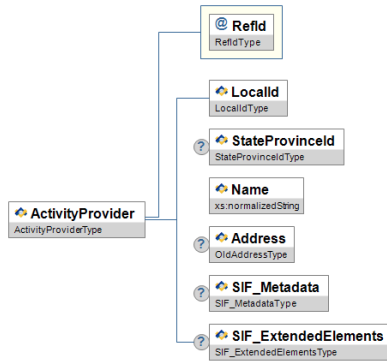 @ RefId
RefIdType
LocalId
LocalIdType
? StateProvinceId
StateProvinceIdType
ActivityProvider
ActivityProviderType
Name
xs:normalizedString
? Address
OldAddressType
? SIF_Metadata
SIF_MetadataType
? SIF_ExtendedElements
SIF_ExtendedElementsType